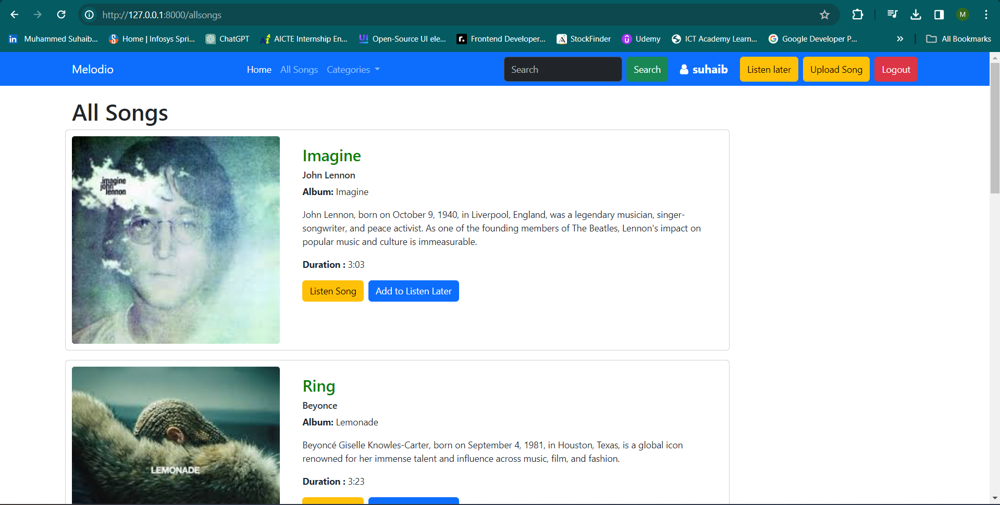 http://127.0.0.1:8000/allsongs
M
Muhammed Suhaib... Home | Infosys Spri... ChatGPT AICTE Internship En... Open-Source UI ele... Frontend Developer... StockFinder Udemy ICT Academy Learn... Google Developer P... » All Bookmarks
Melodio Home All Songs Categories Search Search suhaib Listen later Upload Song Logout
All Songs
imagine
john
lennon
Imagine
John Lennon
Album: Imagine
John Lennon, born on October 9, 1940, in Liverpool, England, was a legendary musician, singer-
songwriter, and peace activist. As one of the founding members of The Beatles, Lennon's impact on
popular music and culture is immeasurable.
Duration : 3:03
Listen Song Add to Listen Later
LEMONADE
Ring
Beyonce
Album: Lemonade
Beyoncé Giselle Knowles-Carter, born on September 4, 1981, in Houston, Texas, is a global icon
renowned for her immense talent and influence across music, film, and fashion.
Duration : 3:23